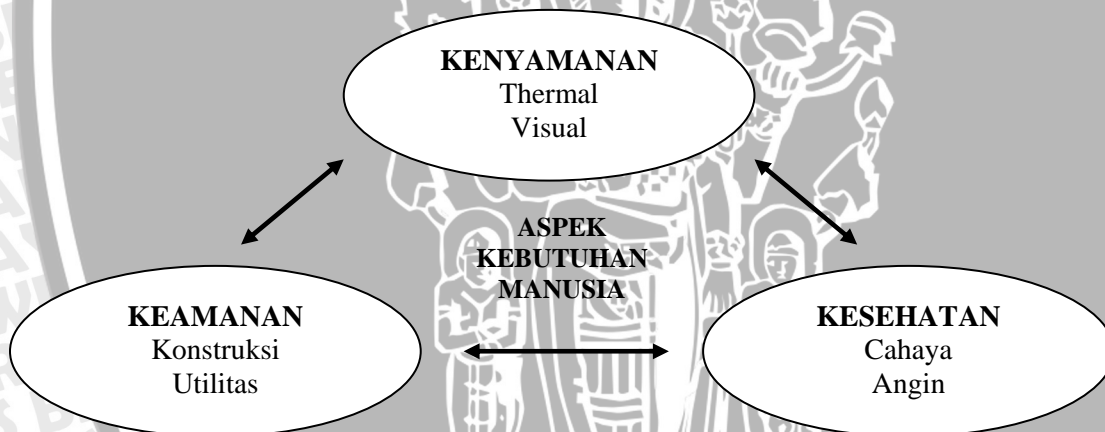 KENYAMANAN
Thermal
Visual
ASPEK
KEBUTUHAN
MANUSIA
KEAMANAN
Konstruksi
Utilitas
KESEHATAN
Cahaya
Angin